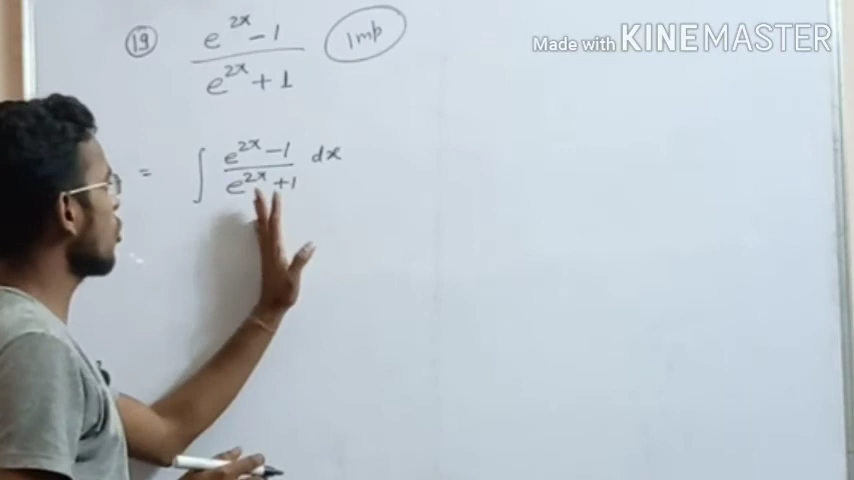 19 e^2x - 1 / e^2x + 1 Imp
= ∫ e^2x - 1 / e^2x + 1 dx
Made with KINEMASTER